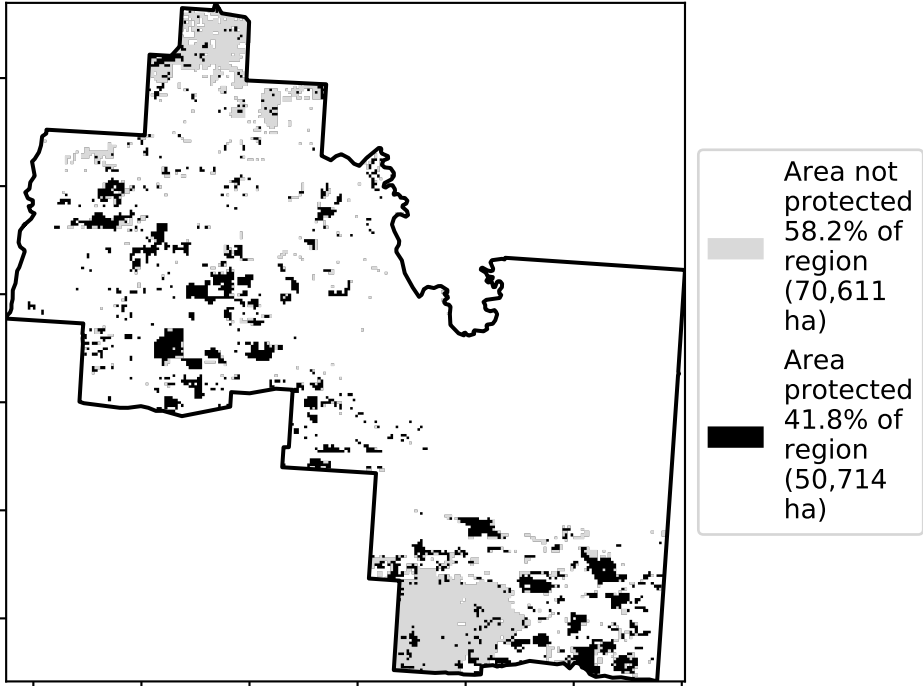 Area not
protected
58.2% of
region
(70,611
ha)
Area
protected
41.8% of
region
(50,714
ha)